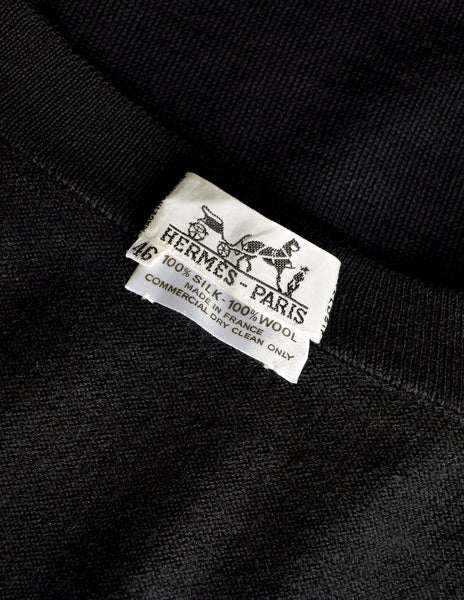 HERMES - PARIS
46
100% SILK - 100% WOOL
MADE IN FRANCE
COMMERCIAL DRY CLEAN ONLY